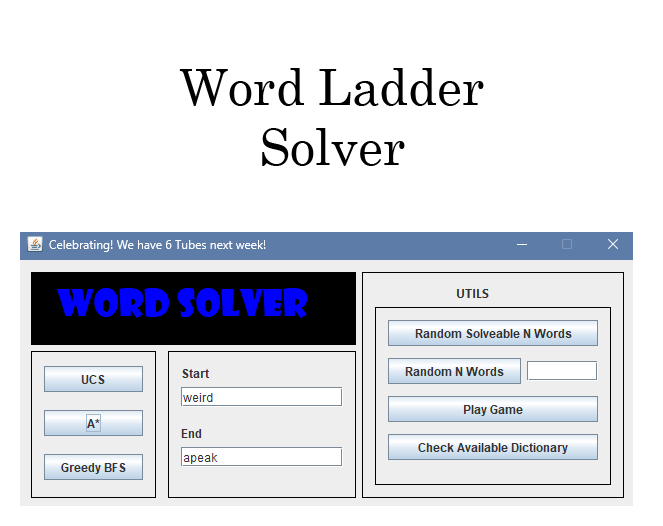 Word Ladder
Solver
Celebrating! We have 6 Tubes next week!
WORD SOLVER
UCS
A*
Greedy BFS
Start
weird
End
apeak
UTILS
Random Solveable N Words
Random N Words
Play Game
Check Available Dictionary